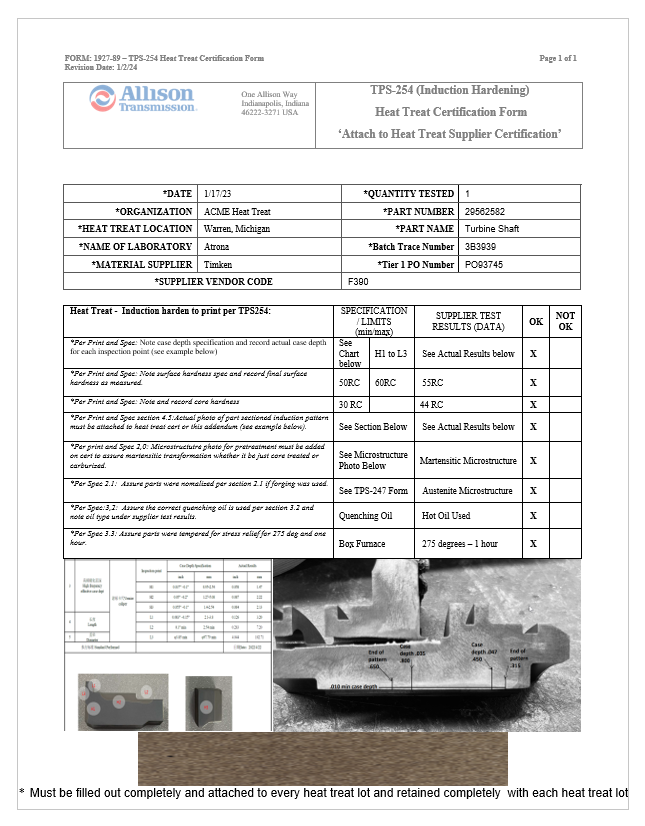 FORM: 1927-89 – TPS-254 Heat Treat Certification Form
Page 1 of 1
Revision Date: 1/2/24
Allison
Transmission.
One Allison Way
Indianapolis, Indiana
46222-3271 USA
TPS-254 (Induction Hardening)
Heat Treat Certification Form
‘Attach to Heat Treat Supplier Certification’
*DATE 1/17/23 *QUANTITY TESTED 1
*ORGANIZATION ACME Heat Treat *PART NUMBER 29562582
*HEAT TREAT LOCATION Warren, Michigan *PART NAME Turbine Shaft
*NAME OF LABORATORY Atrona *Batch Trace Number 3B3939
*MATERIAL SUPPLIER Timken *Tier 1 PO Number PO93745
*SUPPLIER VENDOR CODE F390
Heat Treat - Induction harden to print per TPS254:
SPECIFICATION
/ LIMITS
(min/max)
SUPPLIER TEST
RESULTS (DATA)
OK
NOT
OK
*Per Print and Spec: Note case depth specification and record actual case depth
for each inspection point (see example below)
See
Chart
below
H1 to L3
See Actual Results below
X
*Per Print and Spec: Note surface hardness spec and record final surface
hardness as measured.
50RC
60RC
55RC
X
*Per Print and Spec: Note and record core hardness
30 RC
44 RC
X
*Per Print and Spec section 4.5:Actual photo of part sectioned induction pattern
must be attached to heat treat cert or this addendum (see example below).
See Section Below
See Actual Results below
X
*Per print and Spec 2,0: Microstructutre photo for pretreatment must be added
on cert to assure martensitic transformation whether it be just core treated or
carburized.
See Microstructure
Photo Below
Martensitic Microstructure
X
*Per Spec 2.1: Assure parts were nomalized per section 2.1 if forging was used.
See TPS-247 Form
Austenite Microstructure
X
*Per Spec:3,2: Assure the correct quenching oil is used per section 3.2 and
note oil type under supplier test results.
Quenching Oil
Hot Oil Used
X
*Per Spec 3.3: Assure parts were tempered for stress relief for 275 deg and one
hour.
Box Furnace
275 degrees – 1 hour
X
Inspection point
Case Depth Specification
Actual Results
inch
mm
inch
mm
Length
End of
pattern
.650
Case
depth .035
.800
Case
depth .047
.450
End of
pattern
.315
.010 min case depth
* Must be filled out completely and attached to every heat treat lot and retained completely with each heat treat lot